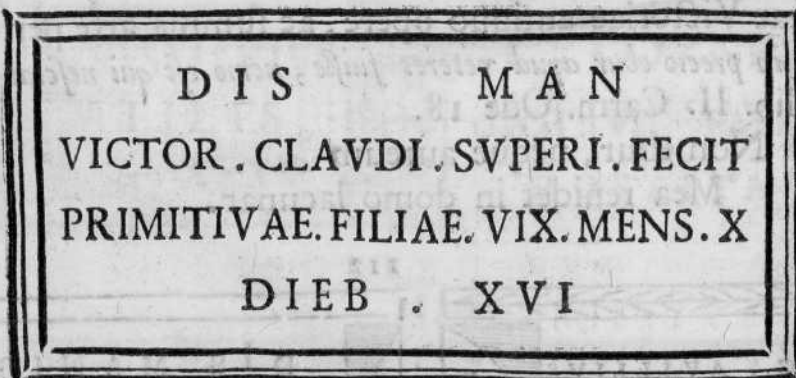 DIS MAN
VICTOR . CLAVDI . SVPERI . FECIT
PRIMITIVAE. FILIAE. VIX. MENS. X
DIEB . XVI